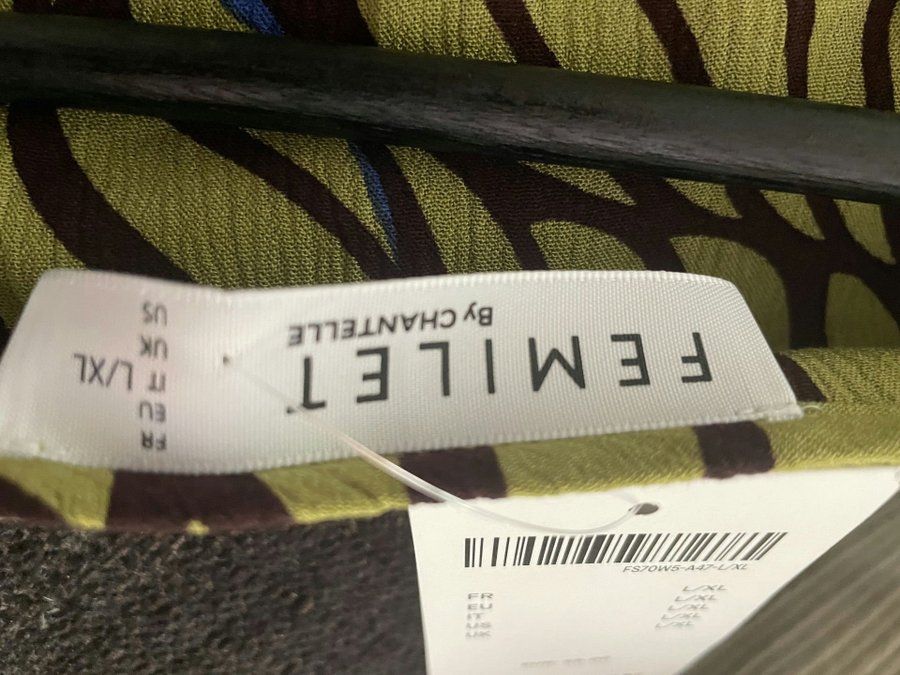 FEMILET
By CHANTELLE
FR EU IT UK US
L/XL
FS70W5-A47-L/XL
FR L/XL
EU L/XL
IT L/XL
US L/XL
UK